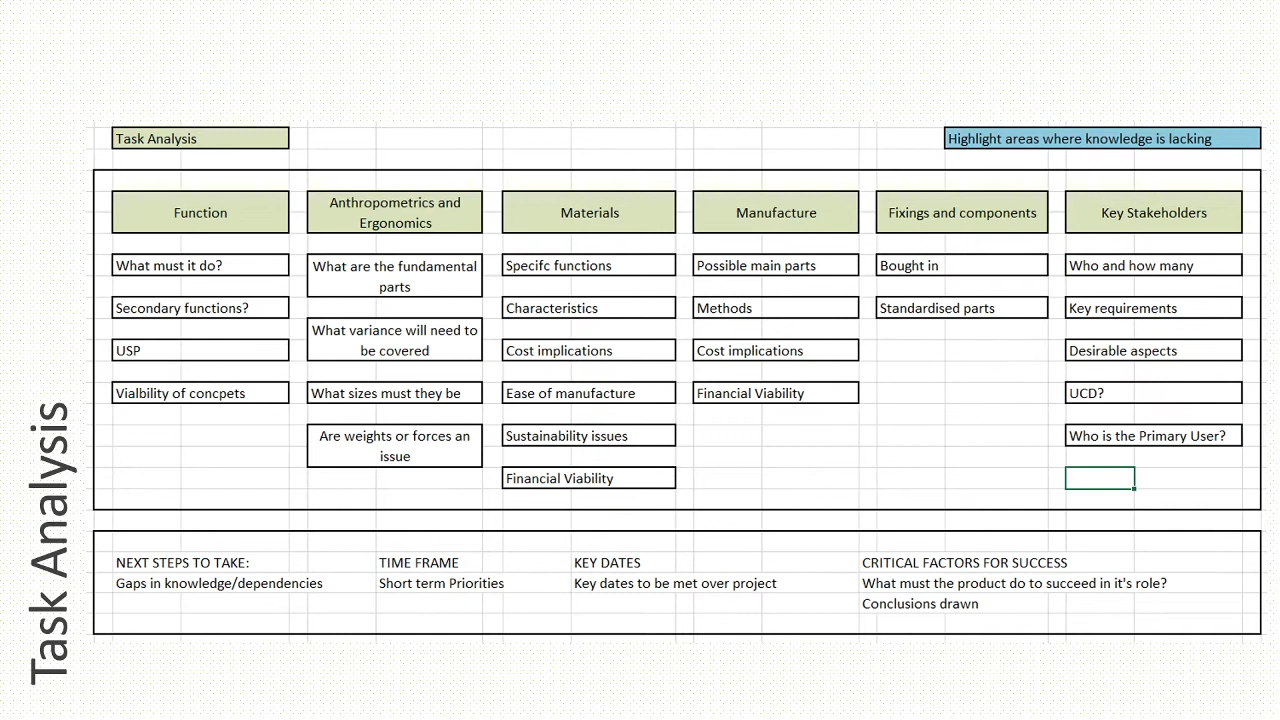 Task Analysis
Task Analysis
Highlight areas where knowledge is lacking
Function
What must it do?
Secondary functions?
USP
Vialbility of concpets
Anthropometrics and
Ergonomics
What are the fundamental
parts
What variance will need to
be covered
What sizes must they be
Are weights or forces an
issue
Materials
Specifc functions
Characteristics
Cost implications
Ease of manufacture
Sustainability issues
Financial Viability
Manufacture
Possible main parts
Methods
Cost implications
Financial Viability
Fixings and components
Bought in
Standardised parts
Key Stakeholders
Who and how many
Key requirements
Desirable aspects
UCD?
Who is the Primary User?
NEXT STEPS TO TAKE:
Gaps in knowledge/dependencies
TIME FRAME
Short term Priorities
KEY DATES
Key dates to be met over project
CRITICAL FACTORS FOR SUCCESS
What must the product do to succeed in it's role?
Conclusions drawn